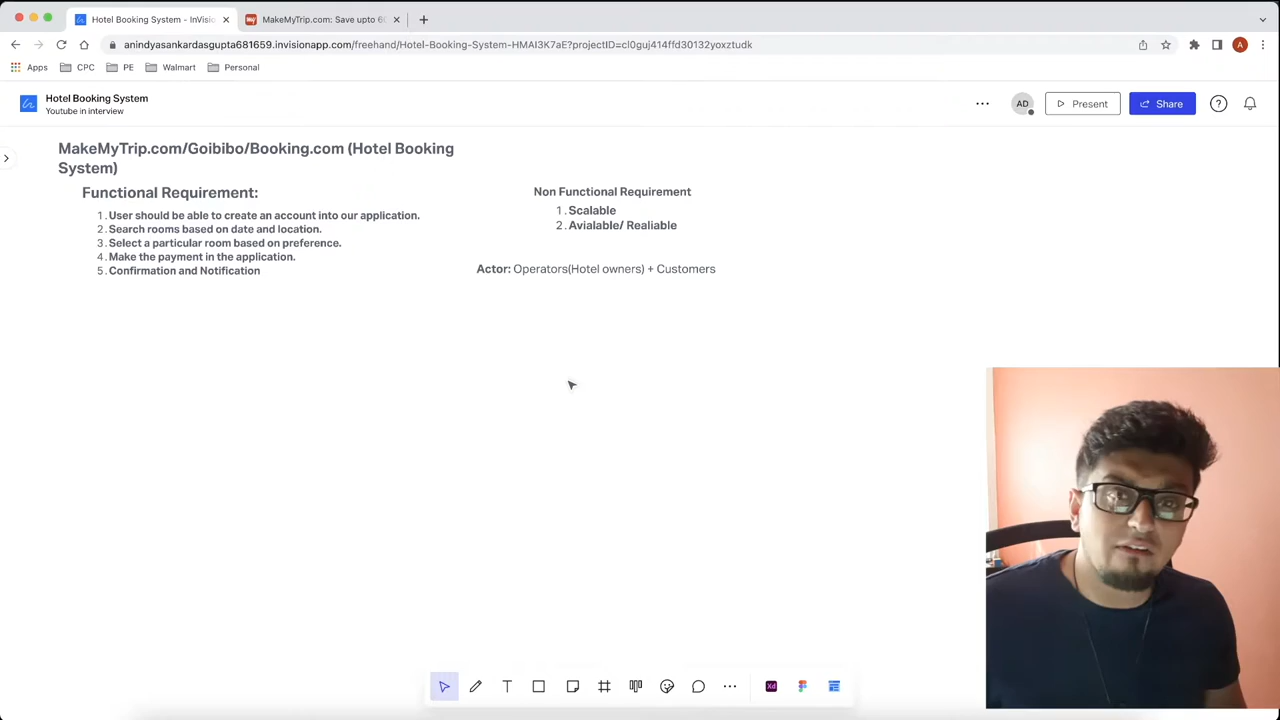 Hotel Booking System - InVisio
MakeMyTrip.com: Save upto 60
anindyasankardasgupta681659.invisionapp.com/freehand/Hotel-Booking-System-HMAI3K7aE?projectID=cl0guj414ffd30132yoxztudk
A
Apps CPC PE Walmart Personal
Hotel Booking System
Youtube in interview
AD
Present
Share
MakeMyTrip.com/Goibibo/Booking.com (Hotel Booking
System)
Functional Requirement:
1. User should be able to create an account into our application.
2. Search rooms based on date and location.
3. Select a particular room based on preference.
4. Make the payment in the application.
5. Confirmation and Notification
Non Functional Requirement
1. Scalable
2. Avialable/ Realiable
Actor: Operators(Hotel owners) + Customers
T
Xd